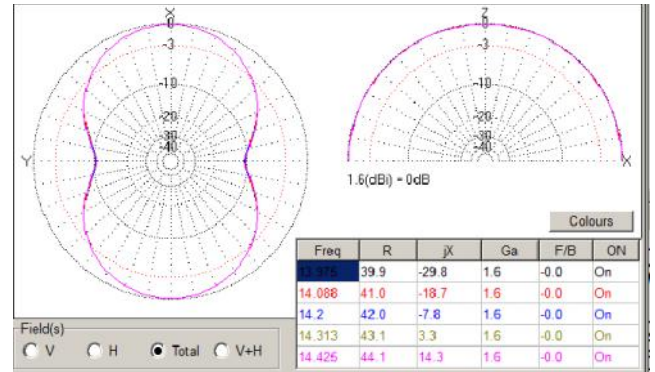 X
0
-3
-10
-20
-30
-40
Y
Z
0
-3
-10
-20
-30
-40
X
1.6(dBi) = 0dB
Colours
Freq R jX Ga F/B ON
13.975 39.9 -29.8 1.6 -0.0 On
14.088 41.0 -18.7 1.6 -0.0 On
14.2 42.0 -7.8 1.6 -0.0 On
14.313 43.1 3.3 1.6 -0.0 On
14.425 44.1 14.3 1.6 -0.0 On
Field(s)
V H Total V+H